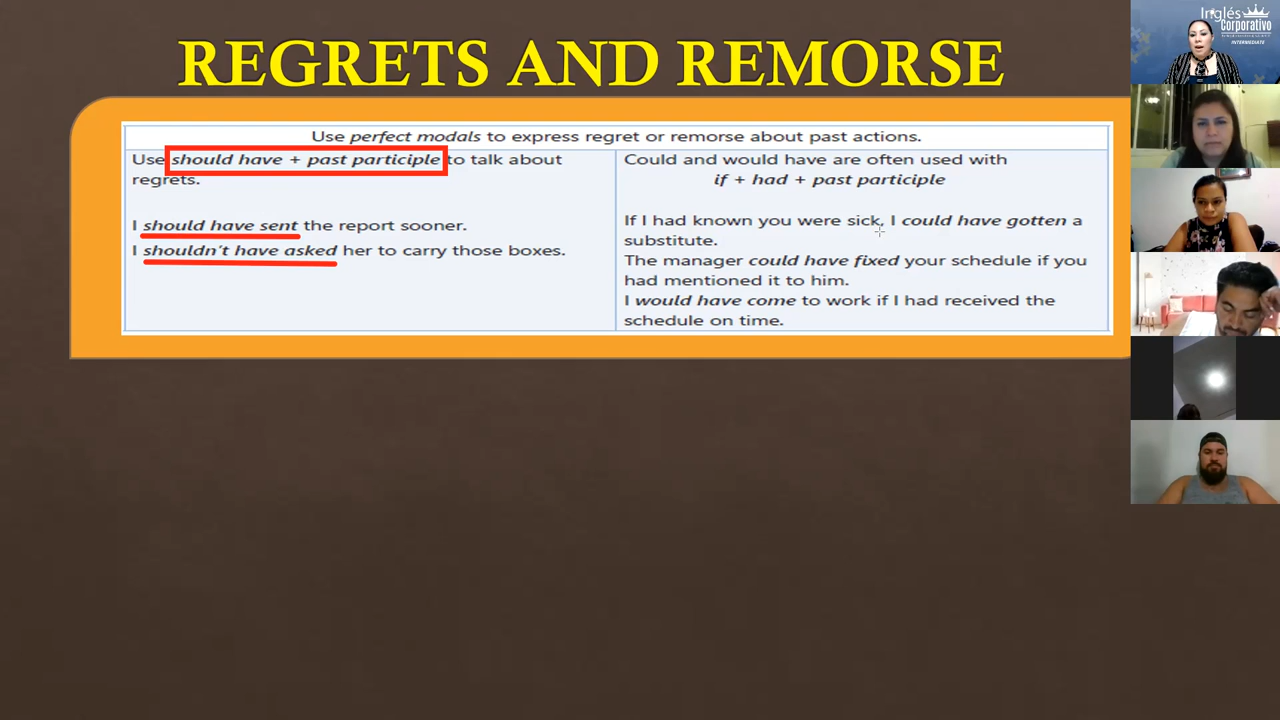 REGRETS AND REMORSE
Use perfect modals to express regret or remorse about past actions.
Use should have + past participle to talk about
regrets.
I should have sent the report sooner.
I shouldn't have asked her to carry those boxes.
Could and would have are often used with
if + had + past participle
If I had known you were sick, I could have gotten a
substitute.
The manager could have fixed your schedule if you
had mentioned it to him.
I would have come to work if I had received the
schedule on time.
Inglés
Corporativo
INTERMEDIATE